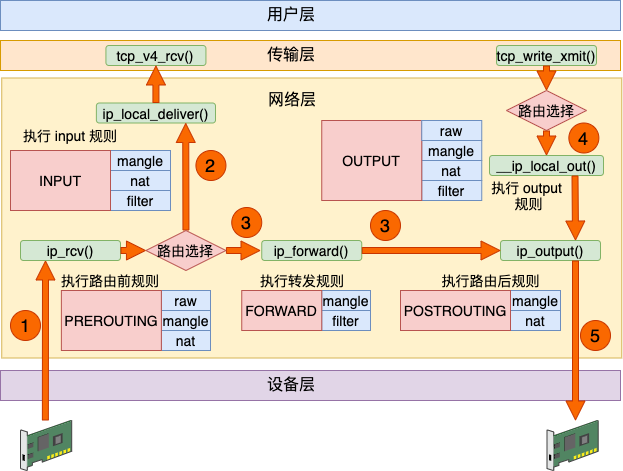 用户层
传输层
tcp_v4_rcv()
tcp_write_xmit()
网络层
ip_local_deliver()
路由选择
执行 input 规则
INPUT
mangle
nat
filter
2
OUTPUT
raw
mangle
nat
filter
4
__ip_local_out()
执行 output
规则
ip_rcv()
路由选择
3
ip_forward()
3
ip_output()
执行路由前规则
PREROUTING
raw
mangle
nat
执行转发规则
FORWARD
mangle
filter
执行路由后规则
POSTROUTING
mangle
nat
1
5
设备层